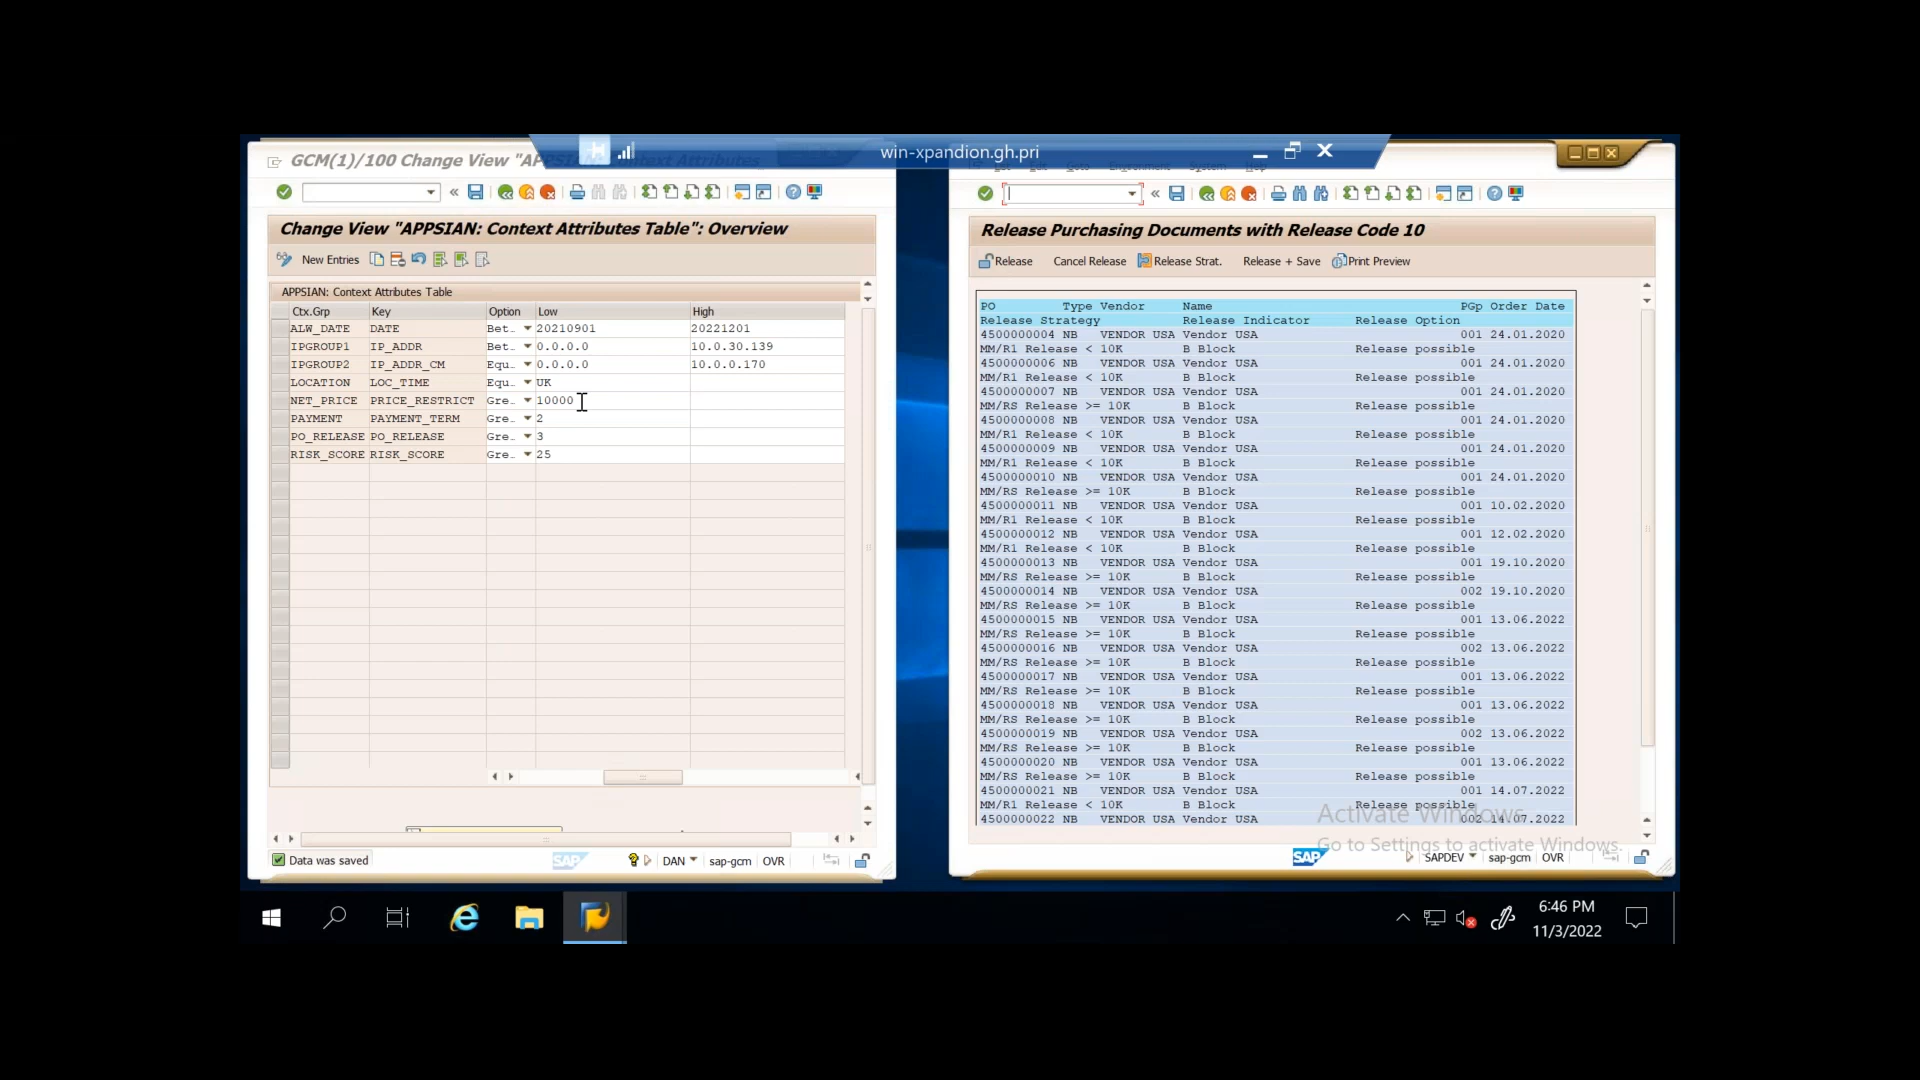 win-xpandion.gh.pri
GCM(1)/100 Change View "APPSIAN: Context Attributes
Change View "APPSIAN: Context Attributes Table": Overview
New Entries
APPSIAN: Context Attributes Table
Ctx.Grp Key Option Low High
ALW_DATE DATE Bet.. 20210901 20221201
IPGROUP1 IP_ADDR Bet.. 0.0.0.0 10.0.30.139
IPGROUP2 IP_ADDR_CM Equ.. 0.0.0.0 10.0.0.170
LOCATION LOC_TIME Equ.. UK
NET_PRICE PRICE_RESTRICT Gre.. 10000
PAYMENT PAYMENT_TERM Gre.. 2
PO_RELEASE PO_RELEASE Gre.. 3
RISK_SCORE RISK_SCORE Gre.. 25
Data was saved
SAP
DAN sap-gcm OVR
Goto Environment System Help
Release Purchasing Documents with Release Code 10
Release Cancel Release Release Strat. Release + Save Print Preview
PO Type Vendor Name PGp Order Date
Release Strategy Release Indicator Release Option
4500000004 NB VENDOR USA Vendor USA 001 24.01.2020
MM/R1 Release < 10K B Block Release possible
4500000006 NB VENDOR USA Vendor USA 001 24.01.2020
MM/R1 Release < 10K B Block Release possible
4500000007 NB VENDOR USA Vendor USA 001 24.01.2020
MM/RS Release >= 10K B Block Release possible
4500000008 NB VENDOR USA Vendor USA 001 24.01.2020
MM/R1 Release < 10K B Block Release possible
4500000009 NB VENDOR USA Vendor USA 001 24.01.2020
MM/R1 Release < 10K B Block Release possible
4500000010 NB VENDOR USA Vendor USA 001 24.01.2020
MM/RS Release >= 10K B Block Release possible
4500000011 NB VENDOR USA Vendor USA 001 10.02.2020
MM/R1 Release < 10K B Block Release possible
4500000012 NB VENDOR USA Vendor USA 001 12.02.2020
MM/R1 Release < 10K B Block Release possible
4500000013 NB VENDOR USA Vendor USA 001 19.10.2020
MM/RS Release >= 10K B Block Release possible
4500000014 NB VENDOR USA Vendor USA 002 19.10.2020
MM/RS Release >= 10K B Block Release possible
4500000015 NB VENDOR USA Vendor USA 001 13.06.2022
MM/RS Release >= 10K B Block Release possible
4500000016 NB VENDOR USA Vendor USA 002 13.06.2022
MM/RS Release >= 10K B Block Release possible
4500000017 NB VENDOR USA Vendor USA 001 13.06.2022
MM/RS Release >= 10K B Block Release possible
4500000018 NB VENDOR USA Vendor USA 001 13.06.2022
MM/RS Release >= 10K B Block Release possible
4500000019 NB VENDOR USA Vendor USA 002 13.06.2022
MM/RS Release >= 10K B Block Release possible
4500000020 NB VENDOR USA Vendor USA 001 13.06.2022
MM/RS Release >= 10K B Block Release possible
4500000021 NB VENDOR USA Vendor USA 001 14.07.2022
MM/R1 Release < 10K B Block Release possible
4500000022 NB VENDOR USA Vendor USA 002 14.07.2022
Activate Windows
Go to Settings to activate Windows.
SAP
SAPDEV sap-gcm OVR
6:46 PM
11/3/2022